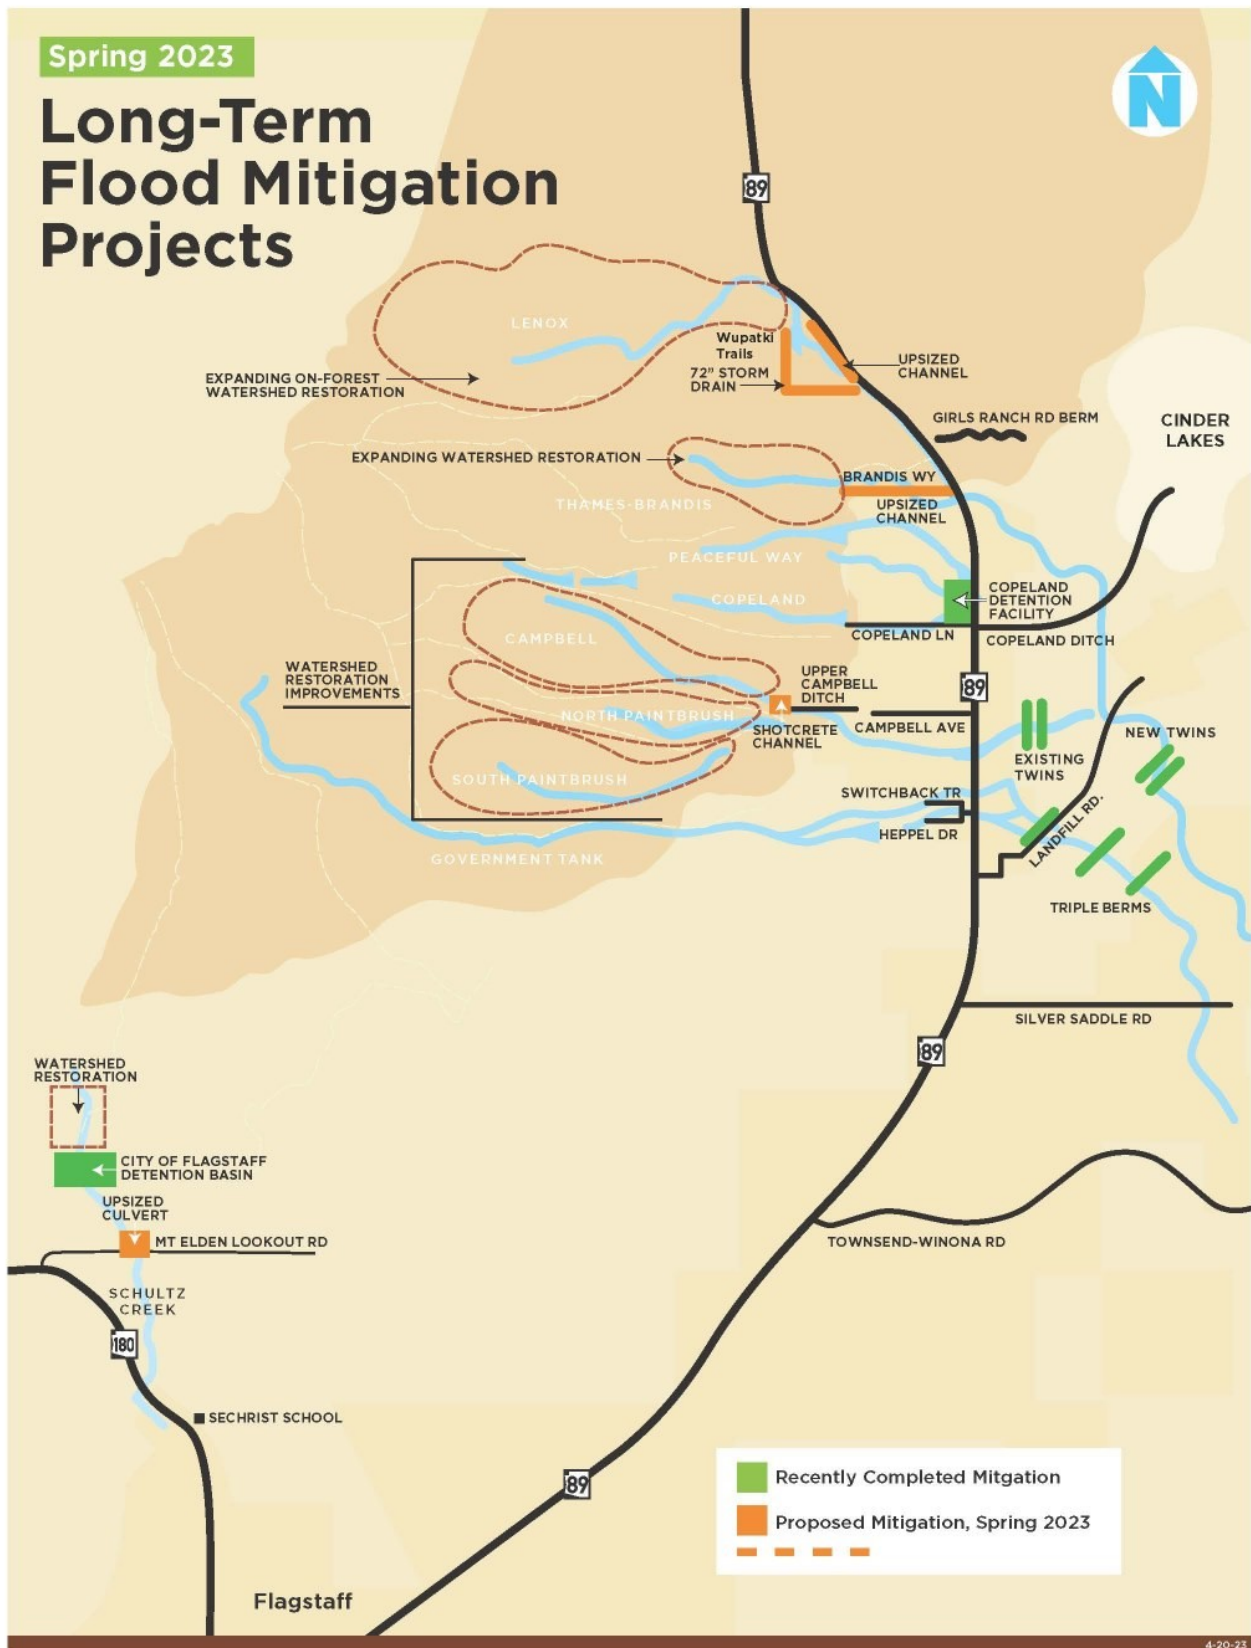 Spring 2023
Long-Term
Flood Mitigation
Projects
N
89
LENOX
Wupatki
Trails
72” STORM
DRAIN
UPSIZED
CHANNEL
EXPANDING ON-FOREST
WATERSHED RESTORATION
GIRLS RANCH RD BERM
CINDER
LAKES
EXPANDING WATERSHED RESTORATION
BRANDIS WY
UPSIZED
CHANNEL
THAMES-BRANDIS
PEACEFUL WAY
COPELAND
COPELAND
DETENTION
FACILITY
COPELAND LN
COPELAND DITCH
CAMPBELL
WATERSHED
RESTORATION
IMPROVEMENTS
UPPER
CAMPBELL
DITCH
89
NORTH PAINTBRUSH
SHOTCRETE
CHANNEL
CAMPBELL AVE
EXISTING
TWINS
NEW TWINS
SOUTH PAINTBRUSH
SWITCHBACK TR
HEPPEL DR
LANDFILL RD.
GOVERNMENT TANK
TRIPLE BERMS
SILVER SADDLE RD
89
WATERSHED
RESTORATION
CITY OF FLAGSTAFF
DETENTION BASIN
UPSIZED
CULVERT
MT ELDEN LOOKOUT RD
TOWNSEND-WINONA RD
SCHULTZ
CREEK
180
SECHRIST SCHOOL
89
Recently Completed Mitgation
Proposed Mitigation, Spring 2023
Flagstaff
4-20-23